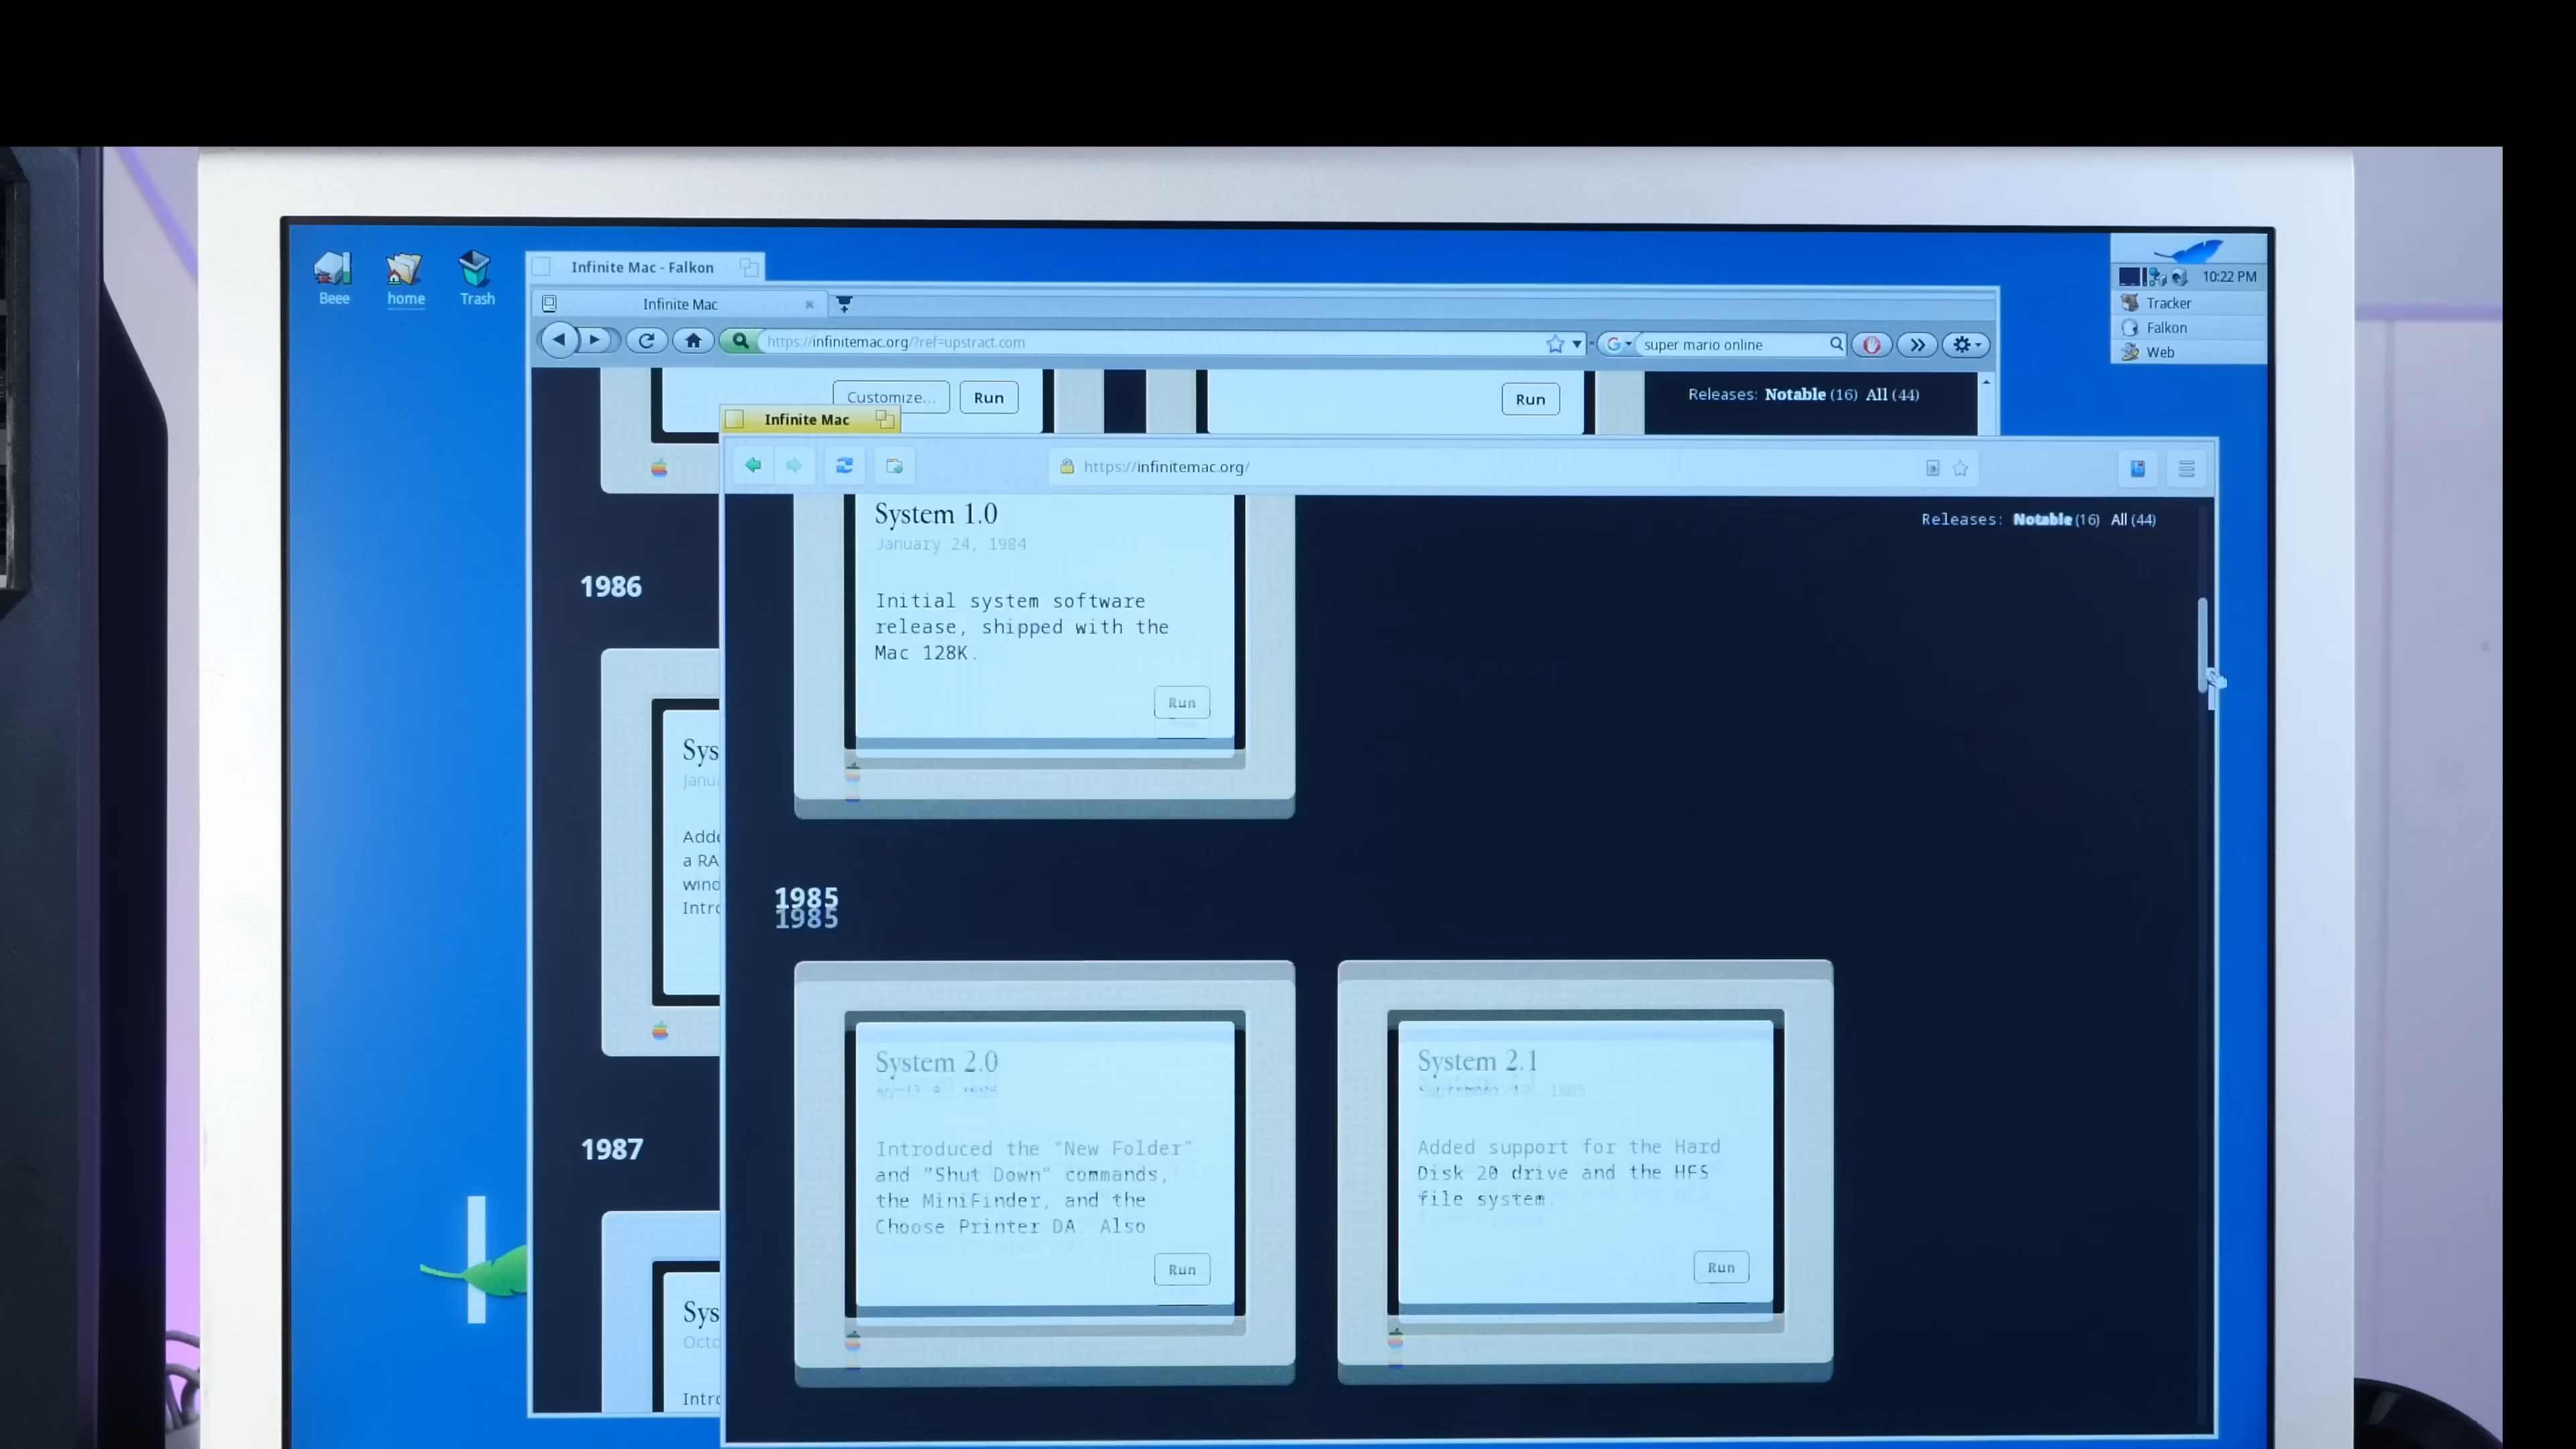 Beee
home
Trash
Infinite Mac - Falkon
Infinite Mac
https://infinitemac.org/?ref=upstract.com
super mario online
10:22 PM
Tracker
Falkon
Web
Customize...
Run
Run
Releases: Notable (16) All (44)
1986
Sys
Janu
Adde
a RA
wind
Intro
1987
Sys
Octo
Intro
Infinite Mac
https://infinitemac.org/
Releases: Notable (16) All (44)
System 1.0
January 24, 1984
Initial system software
release, shipped with the
Mac 128K.
Run
1985
System 2.0
Introduced the "New Folder"
and "Shut Down" commands,
the MiniFinder, and the
Choose Printer DA. Also
Run
System 2.1
September 17, 1985
Added support for the Hard
Disk 20 drive and the HFS
file system.
Run